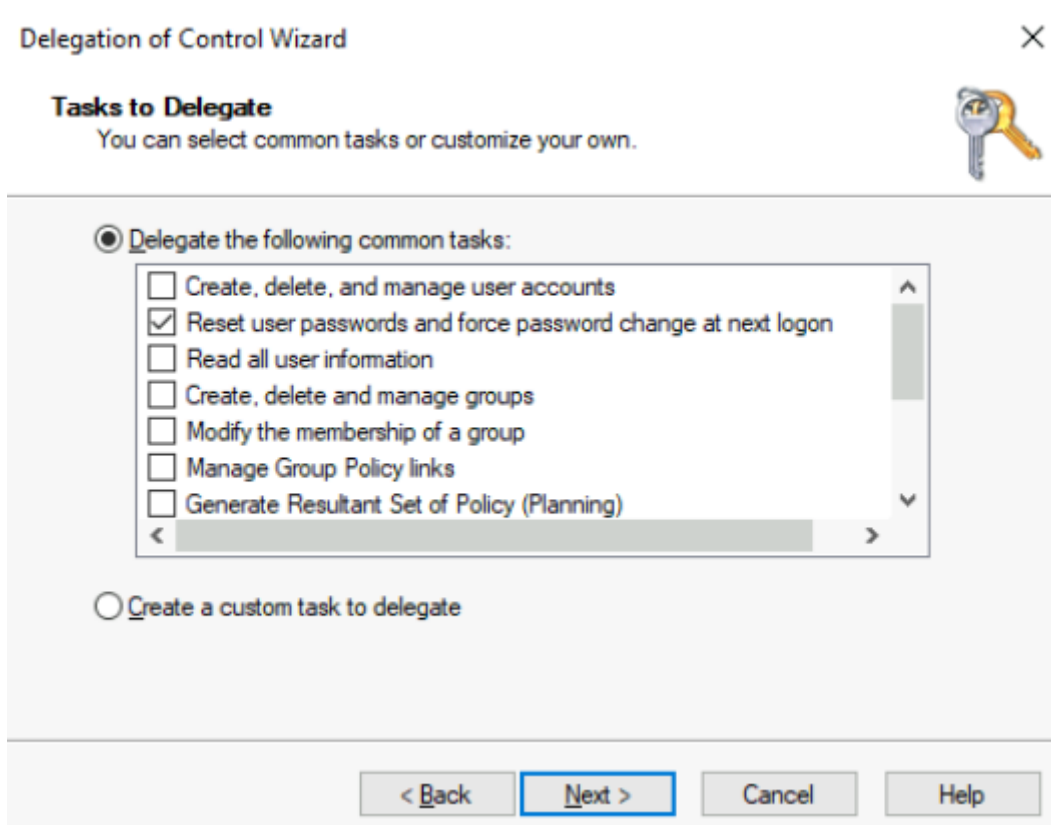 Delegation of Control Wizard
Tasks to Delegate
You can select common tasks or customize your own.
Delegate the following common tasks:
Create, delete, and manage user accounts
Reset user passwords and force password change at next logon
Read all user information
Create, delete and manage groups
Modify the membership of a group
Manage Group Policy links
Generate Resultant Set of Policy (Planning)
Create a custom task to delegate
< Back Next > Cancel Help